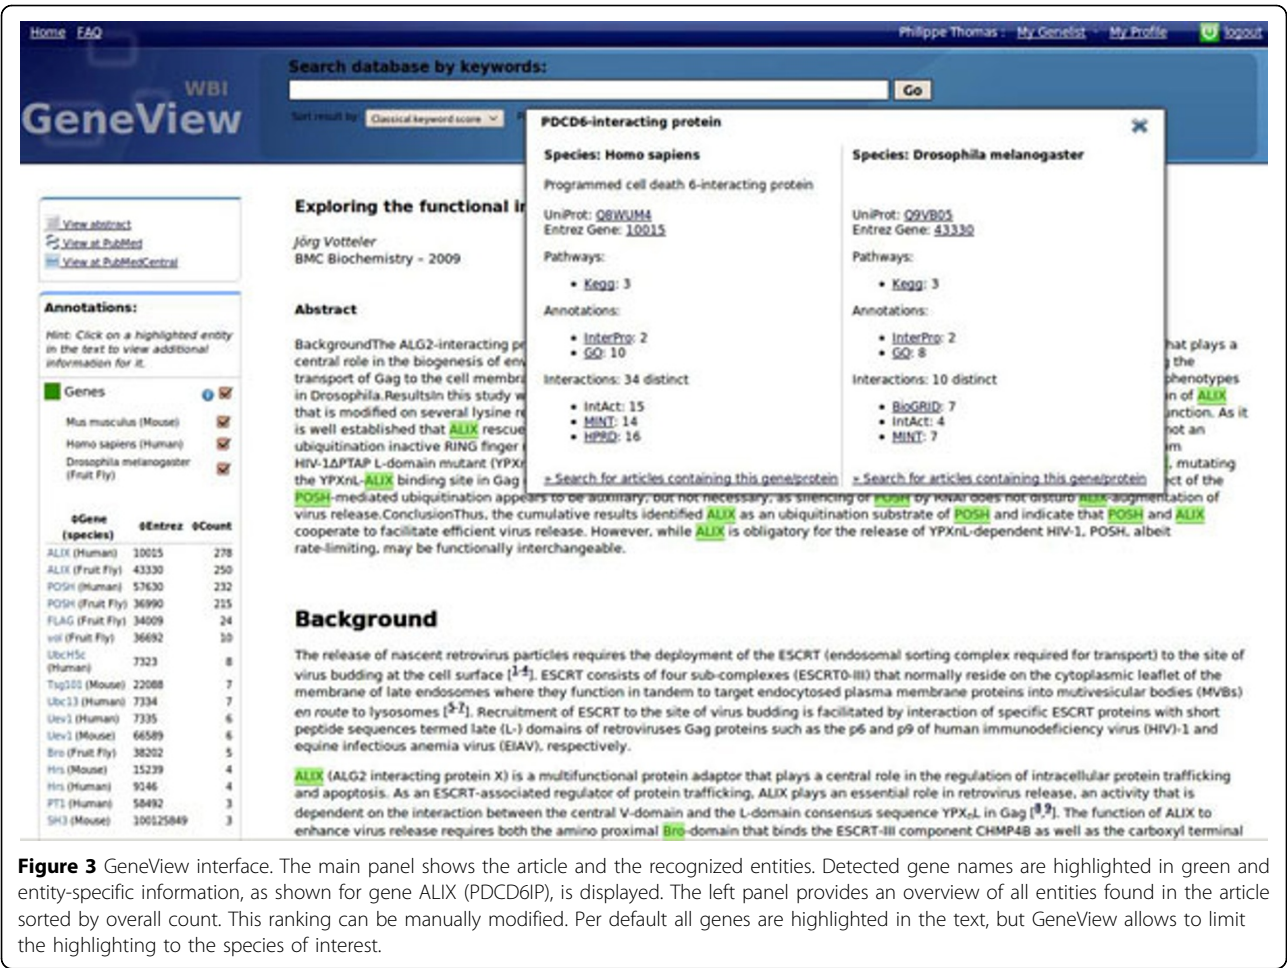 Home FAQ
Philippe Thomas : My Genelist - My Profile logout
WBI
GeneView
Search database by keywords:
Go
Sort result by: Classical keyword score
View abstract
View at PubMed
View at PubMedCentral
Annotations:
Hint: Click on a highlighted entity
in the text to view additional
information for it.
Genes
Mus musculus (Mouse)
Homo sapiens (Human)
Drosophila melanogaster
(Fruit Fly)
Gene (species) Entrez Count
ALIX (Human) 10015 278
ALIX (Fruit Fly) 43330 250
POSH (Human) 57630 232
POSH (Fruit Fly) 36990 215
FLAG (Fruit Fly) 34009 24
vol (Fruit Fly) 36692 10
UbcH5c (Human) 7323 8
Tsg101 (Mouse) 22088 7
Ubc13 (Human) 7334 7
Uev1 (Human) 7335 6
Uev1 (Mouse) 66589 6
Bro (Fruit Fly) 38202 5
Hrs (Mouse) 15239 4
Hrs (Human) 9146 4
PT1 (Human) 58492 3
SH3 (Mouse) 100125849 3
PDCD6-interacting protein
Species: Homo sapiens
Programmed cell death 6-interacting protein
UniProt: Q8WUM4
Entrez Gene: 10015
Pathways:
• Kegg: 3
Annotations:
• InterPro: 2
• GO: 10
Interactions: 34 distinct
• IntAct: 15
• MINT: 14
• HPRD: 16
» Search for articles containing this gene/protein
Species: Drosophila melanogaster
UniProt: Q9VB05
Entrez Gene: 43330
Pathways:
• Kegg: 3
Annotations:
• InterPro: 2
• GO: 8
Interactions: 10 distinct
• BioGRID: 7
• IntAct: 4
• MINT: 7
» Search for articles containing this gene/protein
Exploring the functional
Jörg Votteler
BMC Biochemistry - 2009
Abstract
BackgroundThe ALG2-interacting hat plays a
central role in the biogenesis of the
transport of Gag to the cell phenotypes
in Drosophila.ResultsIn this study of ALIX
that is modified on several lysine nction. As it
is well established that ALIX rescue not an
ubiquitination inactive RING finger
HIV-1ΔPTAP L-domain mutant , mutating
the YPXnL-ALIX binding site in Gag ect of the
POSH-mediated ubiquitination appears to be auxiliary, but not necessary, as silencing of POSH by RNAi does not disturb ALIX-augmentation of
virus release.ConclusionThus, the cumulative results identified ALIX as an ubiquitination substrate of POSH and indicate that POSH and ALIX
cooperate to facilitate efficient virus release. However, while ALIX is obligatory for the release of YPXnL-dependent HIV-1, POSH, albeit
rate-limiting, may be functionally interchangeable.
Background
The release of nascent retrovirus particles requires the deployment of the ESCRT (endosomal sorting complex required for transport) to the site of
virus budding at the cell surface [1-4]. ESCRT consists of four sub-complexes (ESCRT0-III) that normally reside on the cytoplasmic leaflet of the
membrane of late endosomes where they function in tandem to target endocytosed plasma membrane proteins into mutivesicular bodies (MVBs)
en route to lysosomes [5-7]. Recruitment of ESCRT to the site of virus budding is facilitated by interaction of specific ESCRT proteins with short
peptide sequences termed late (L-) domains of retroviruses Gag proteins such as the p6 and p9 of human immunodeficiency virus (HIV)-1 and
equine infectious anemia virus (EIAV), respectively.
ALIX (ALG2 interacting protein X) is a multifunctional protein adaptor that plays a central role in the regulation of intracellular protein trafficking
and apoptosis. As an ESCRT-associated regulator of protein trafficking, ALIX plays an essential role in retrovirus release, an activity that is
dependent on the interaction between the central V-domain and the L-domain consensus sequence YPXnL in Gag [8,9]. The function of ALIX to
enhance virus release requires both the amino proximal Bro-domain that binds the ESCRT-III component CHMP4B as well as the carboxyl terminal
Figure 3 GeneView interface. The main panel shows the article and the recognized entities. Detected gene names are highlighted in green and
entity-specific information, as shown for gene ALIX (PDCD6IP), is displayed. The left panel provides an overview of all entities found in the article
sorted by overall count. This ranking can be manually modified. Per default all genes are highlighted in the text, but GeneView allows to limit
the highlighting to the species of interest.